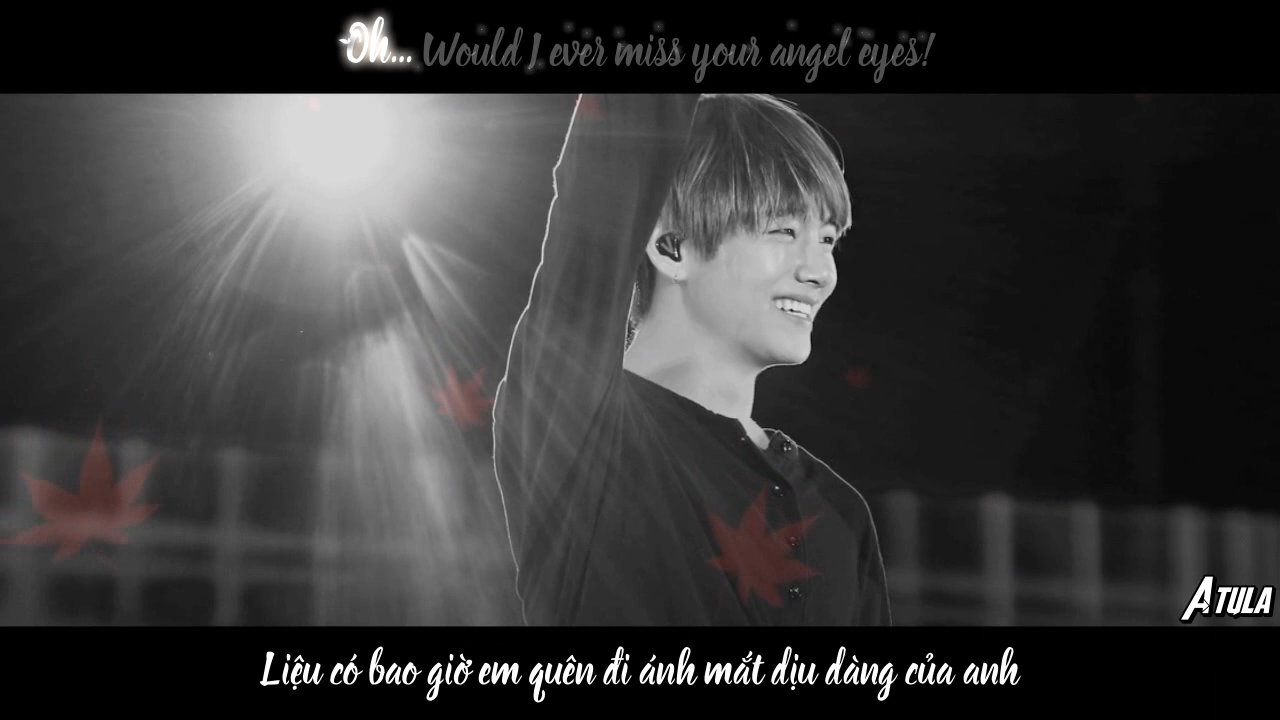 Oh... Would I ever miss your angel eyes!
ATULA
Liệu có bao giờ em quên đi ánh mắt dịu dàng của anh